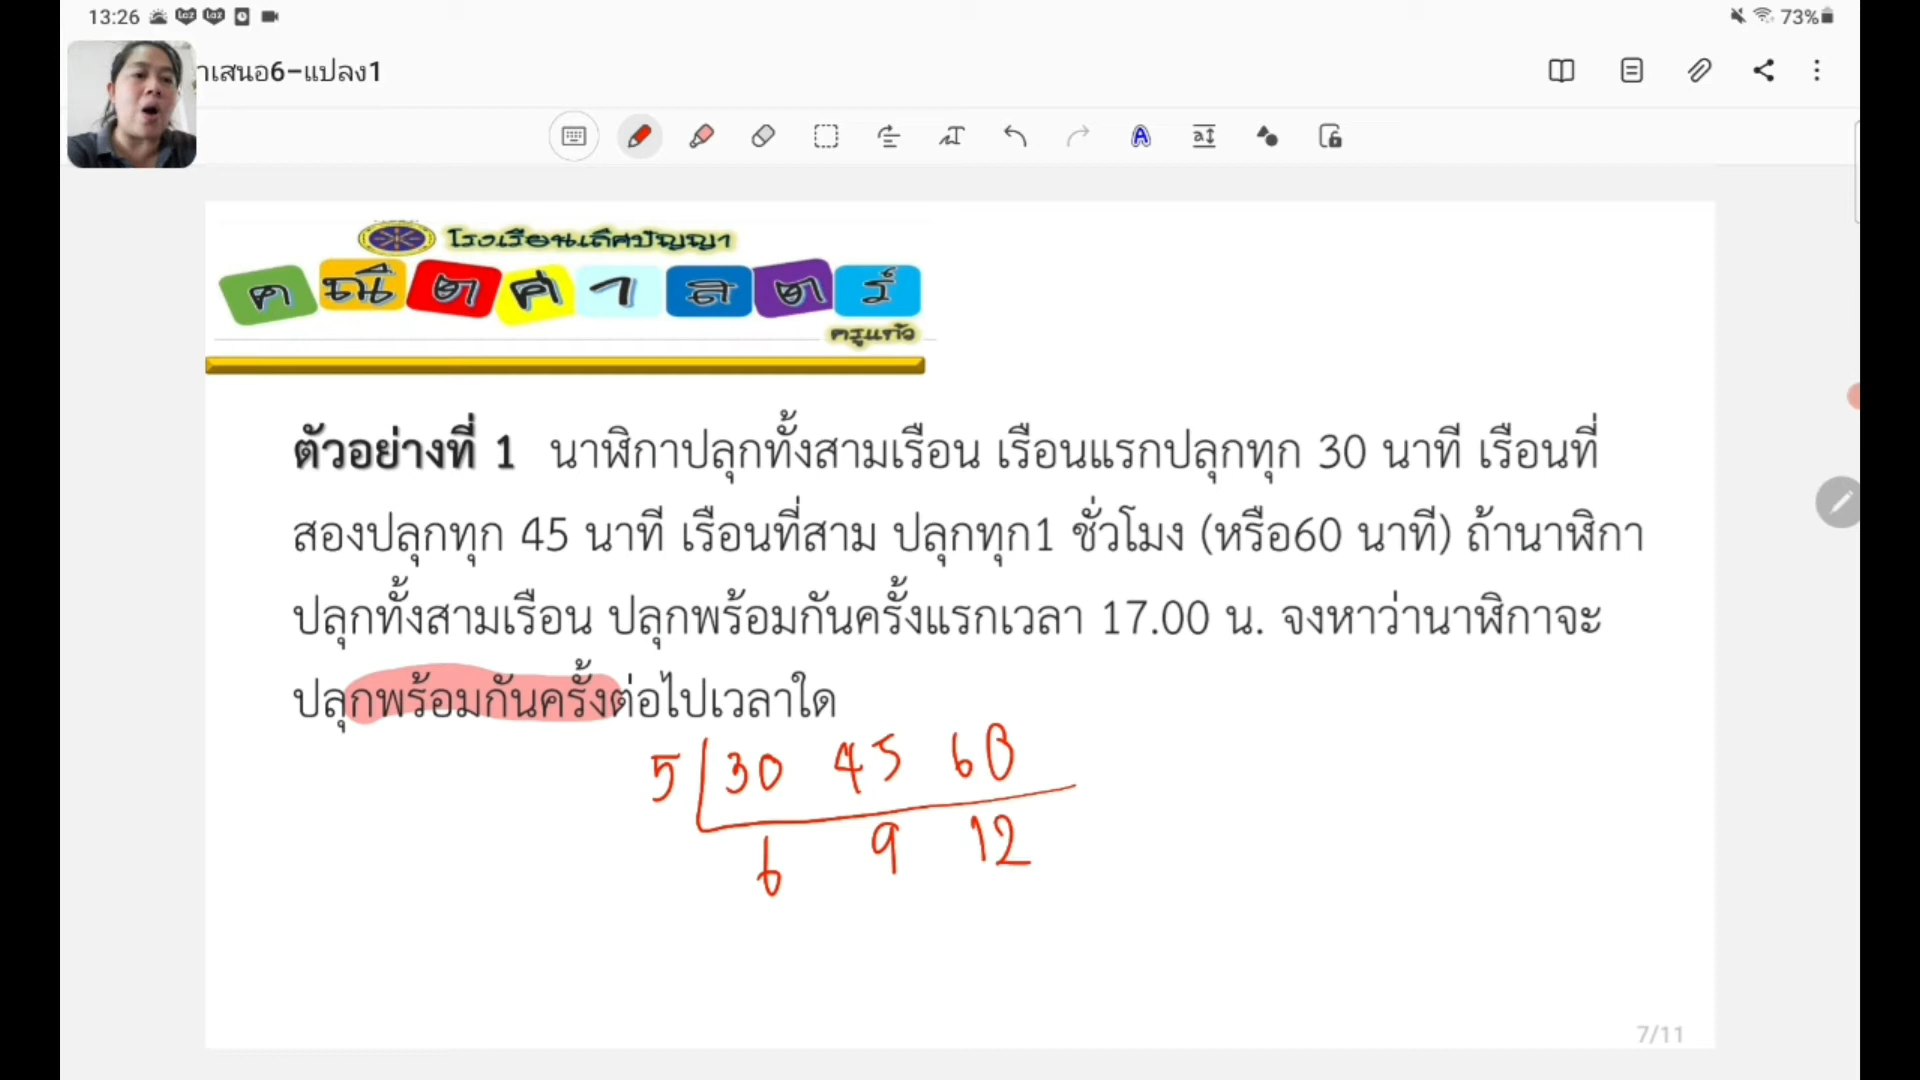 13:26
73%
าเสนอ6-แปลง1
โรงเรียนเลิศปัญญา
คณิตศาสตร์
ครูแก้ว
ตัวอย่างที่ 1 นาฬิกาปลุกทั้งสามเรือน เรือนแรกปลุกทุก 30 นาที เรือนที่
สองปลุกทุก 45 นาที เรือนที่สาม ปลุกทุก1 ชั่วโมง (หรือ60 นาที) ถ้านาฬิกา
ปลุกทั้งสามเรือน ปลุกพร้อมกันครั้งแรกเวลา 17.00 น. จงหาว่านาฬิกาจะ
ปลุกพร้อมกันครั้งต่อไปเวลาใด
5 30 45 60
6 9 12
7/11